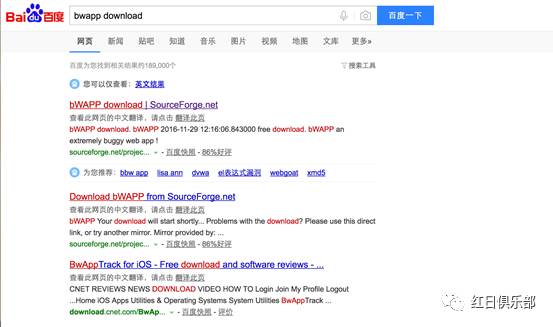 Bai du 百度
bwapp download
百度一下
网页 新闻 贴吧 知道 音乐 图片 视频 地图 文库 更多»
百度为您找到相关结果约189,000个
搜索工具
您可以仅查看：英文结果
bWAPP download | SourceForge.net
查看此网页的中文翻译，请点击 翻译此页
bWAPP download. bWAPP 2016-11-29 12:16:06.843000 free download. bWAPP an
extremely buggy web app !
sourceforge.net/projec... - 百度快照 - 86%好评
为您推荐： bbw app lisa ann dvwa el表达式漏洞 webgoat xmd5
Download bWAPP from SourceForge.net
查看此网页的中文翻译，请点击 翻译此页
bWAPP Your download will start shortly... Problems with the download? Please use this direct
link, or try another mirror. Mirror provided by: ...
sourceforge.net/projec... - 百度快照 - 86%好评
BwAppTrack for iOS - Free download and software reviews - ...
查看此网页的中文翻译，请点击 翻译此页
CNET REVIEWS NEWS DOWNLOAD VIDEO HOW TO Login Join My Profile Logout
...Home iOS Apps Utilities & Operating Systems System Utilities BwAppTrack ...
download.cnet.com/BwAp... - 百度快照 - 评价
红日俱乐部